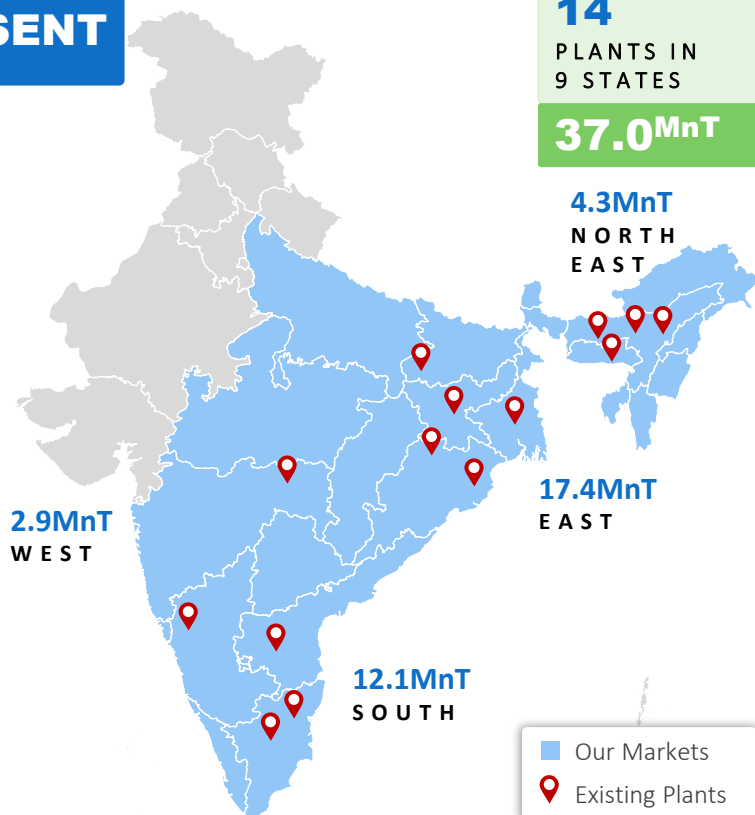 14
PLANTS IN
9 STATES
37.0MnT
4.3MnT
NORTH
EAST
17.4MnT
EAST
2.9MnT
WEST
12.1MnT
SOUTH
Our Markets
Existing Plants